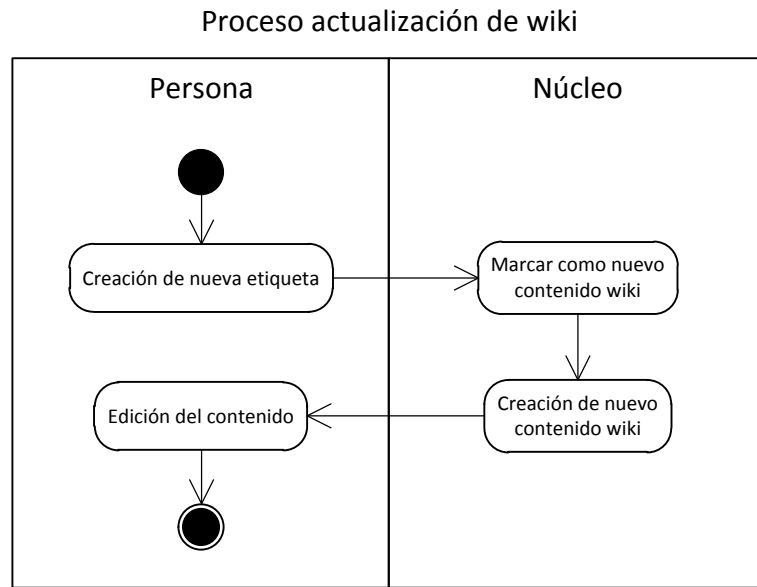 Proceso actualización de wiki
Persona
Núcleo
Creación de nueva etiqueta
Marcar como nuevo
contenido wiki
Edición del contenido
Creación de nuevo
contenido wiki